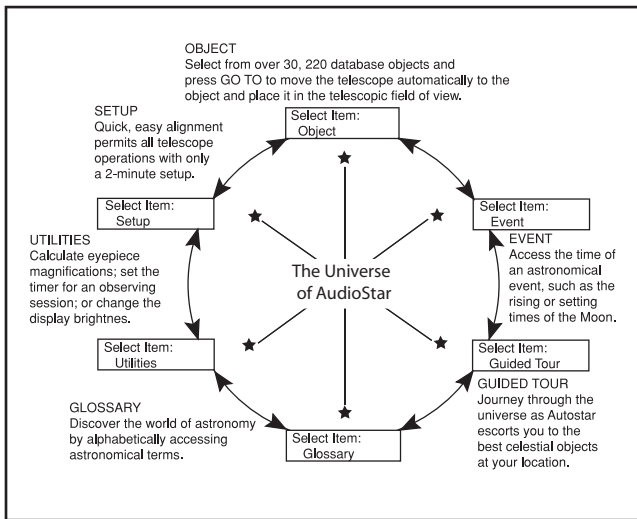 OBJECT
Select from over 30, 220 database objects and
press GO TO to move the telescope automatically to the
object and place it in the telescopic field of view.
SETUP
Quick, easy alignment
permits all telescope
operations with only
a 2-minute setup.
Select Item:
Object
Select Item:
Setup
Select Item:
Event
UTILITIES
Calculate eyepiece
magnifications; set the
timer for an observing
session; or change the
display brightnes.
The Universe
of AudioStar
EVENT
Access the time of
an astronomical
event, such as the
rising or setting
times of the Moon.
Select Item:
Utilities
Select Item:
Guided Tour
GLOSSARY
Discover the world of astronomy
by alphabetically accessing
astronomical terms.
Select Item:
Glossary
GUIDED TOUR
Journey through the
universe as Autostar
escorts you to the
best celestial objects
at your location.